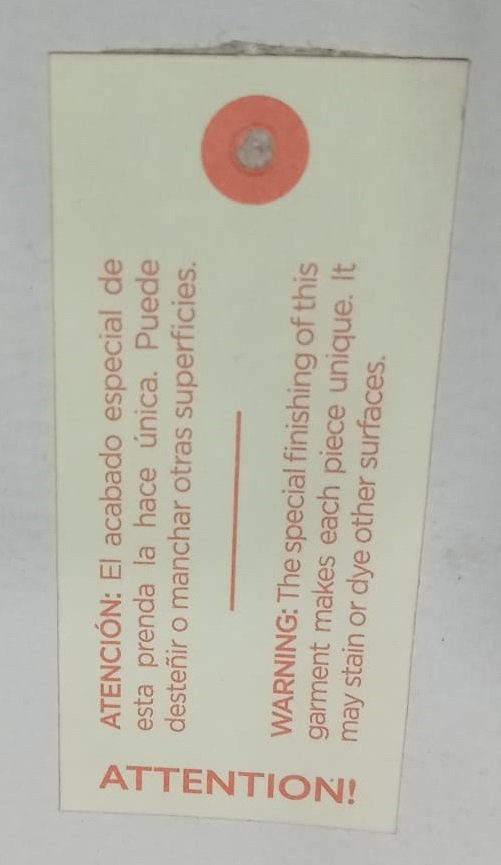 ATTENTION!
ATENCIÓN: El acabado especial de
esta prenda la hace única. Puede
desteñir o manchar otras superficies.
WARNING: The special finishing of this
garment makes each piece unique. It
may stain or dye other surfaces.